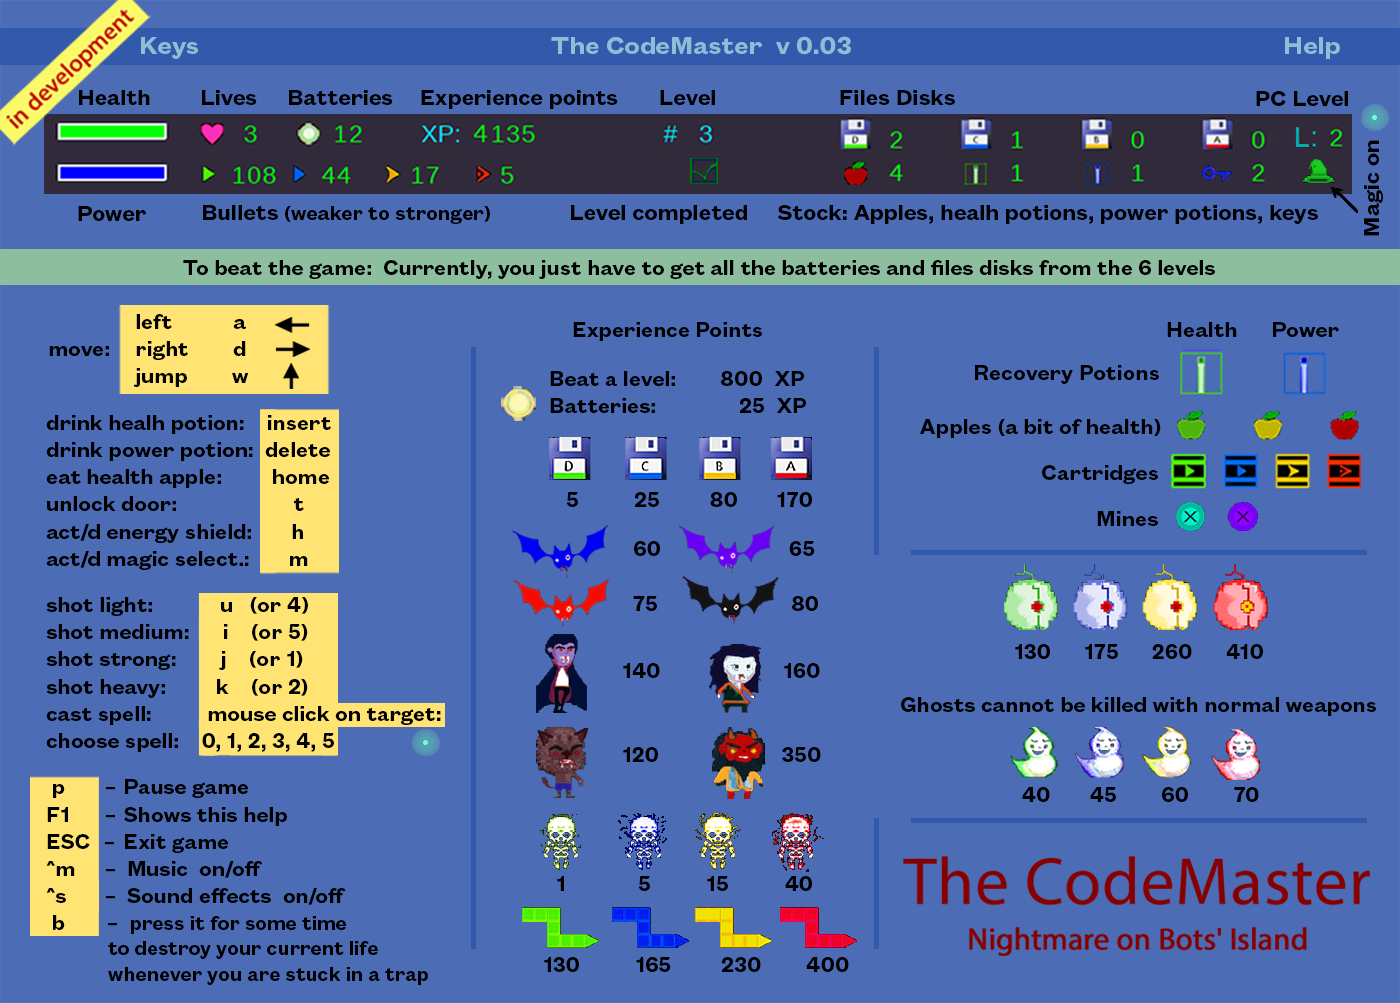 in development
Keys
The CodeMaster v 0.03
Help
Health
Lives
Batteries
Experience points
Level
Files Disks
PC Level
3
12
XP: 4135
# 3
D 2
C 1
B 0
A 0
L: 2
108
44
17
5
4
1
1
2
Magic on
Power
Bullets (weaker to stronger)
Level completed
Stock: Apples, healh potions, power potions, keys
To beat the game: Currently, you just have to get all the batteries and files disks from the 6 levels
move:
left a
right d
jump w
drink healh potion: insert
drink power potion: delete
eat health apple: home
unlock door: t
act/d energy shield: h
act/d magic select.: m
shot light: u (or 4)
shot medium: i (or 5)
shot strong: j (or 1)
shot heavy: k (or 2)
cast spell: mouse click on target:
choose spell: 0, 1, 2, 3, 4, 5
p – Pause game
F1 – Shows this help
ESC – Exit game
^m – Music on/off
^s – Sound effects on/off
b – press it for some time
to destroy your current life
whenever you are stuck in a trap
Experience Points
Beat a level: 800 XP
Batteries: 25 XP
D C B A
5 25 80 170
60 65
75 80
140 160
120 350
1 5 15 40
130 165 230 400
Health Power
Recovery Potions
Apples (a bit of health)
Cartridges
Mines
130 175 260 410
Ghosts cannot be killed with normal weapons
40 45 60 70
The CodeMaster
Nightmare on Bots' Island